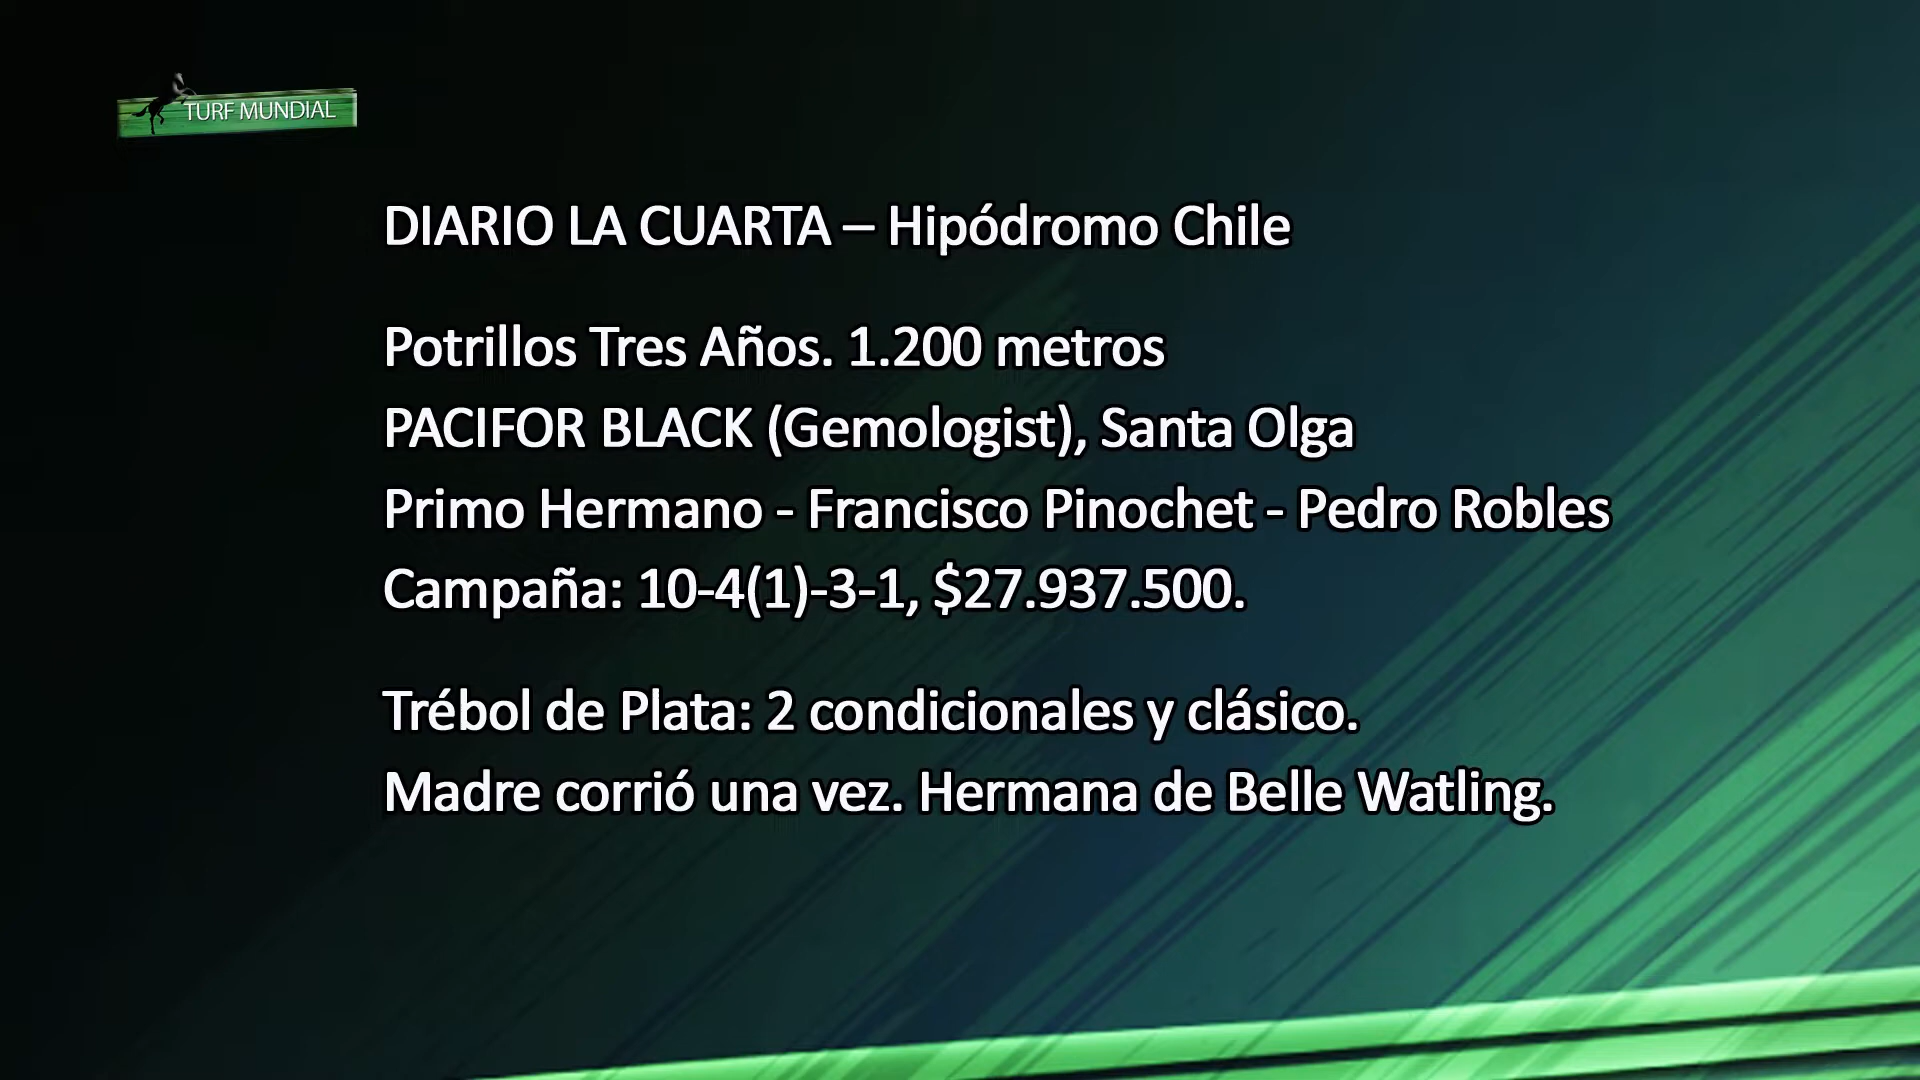 TURF MUNDIAL
DIARIO LA CUARTA – Hipódromo Chile
Potrillos Tres Años. 1.200 metros
PACIFOR BLACK (Gemologist), Santa Olga
Primo Hermano - Francisco Pinochet - Pedro Robles
Campaña: 10-4(1)-3-1, $27.937.500.
Trébol de Plata: 2 condicionales y clásico.
Madre corrió una vez. Hermana de Belle Watling.